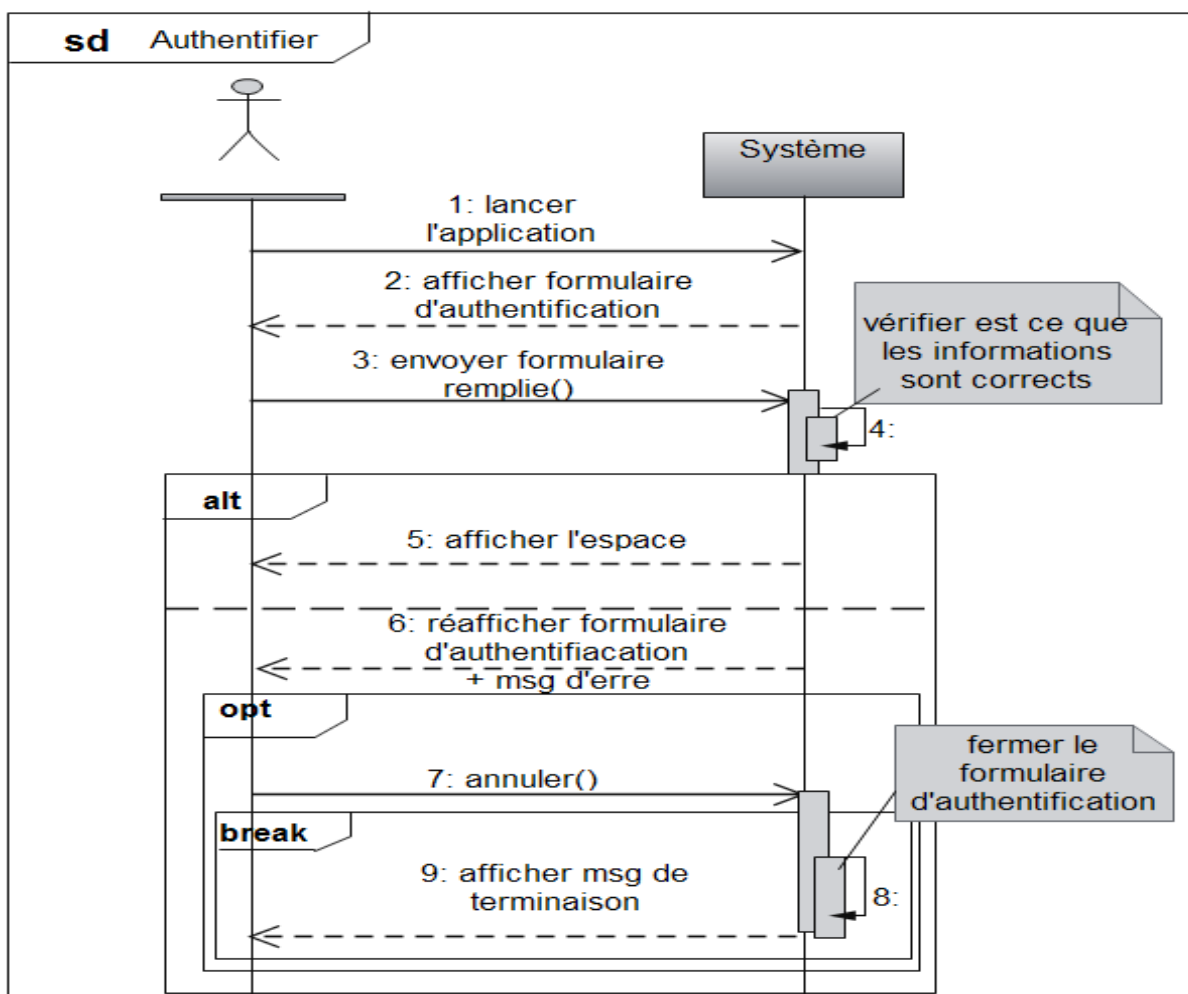 sd Authentifier
Système
1: lancer
l'application
2: afficher formulaire
d'authentification
vérifier est ce que
les informations
sont corrects
3: envoyer formulaire
remplie()
4:
alt
5: afficher l'espace
6: réafficher formulaire
d'authentifiacation
+ msg d'erre
opt
fermer le
formulaire
d'authentification
7: annuler()
break
9: afficher msg de
terminaison
8: